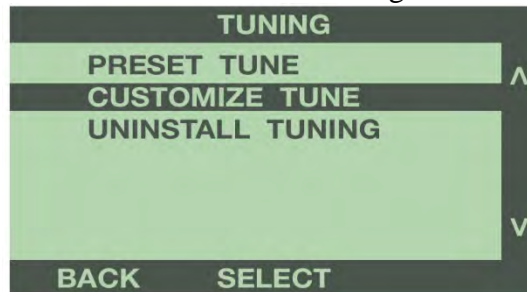 TUNING
PRESET TUNE
CUSTOMIZE TUNE
UNINSTALL TUNING
BACK SELECT